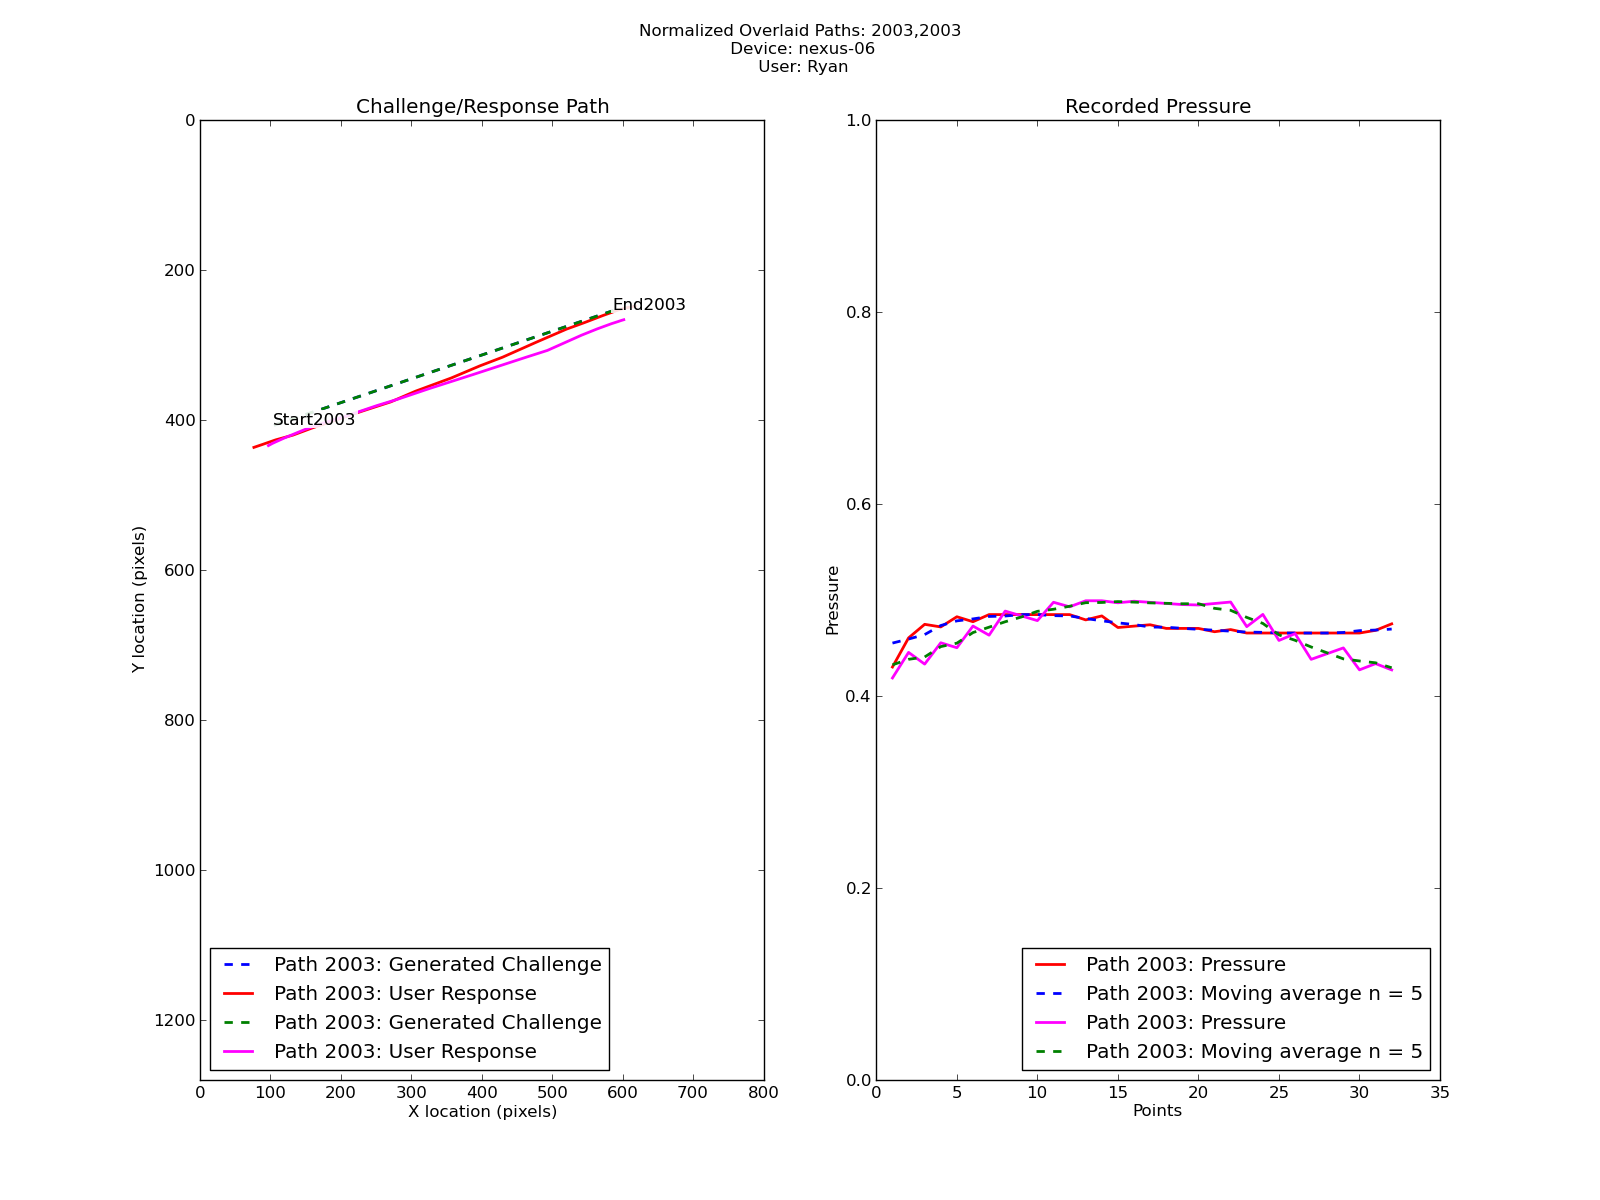 Normalized Overlaid Paths: 2003,2003
Device: nexus-06
User: Ryan
Challenge/Response Path
0
200
400
600
800
1000
1200
Y location (pixels)
End2003
Start2003
Path 2003: Generated Challenge
Path 2003: User Response
Path 2003: Generated Challenge
Path 2003: User Response
0 100 200 300 400 500 600 700 800
X location (pixels)
Recorded Pressure
1.0
0.8
0.6
0.4
0.2
0.0
Pressure
Path 2003: Pressure
Path 2003: Moving average n = 5
Path 2003: Pressure
Path 2003: Moving average n = 5
0 5 10 15 20 25 30 35
Points